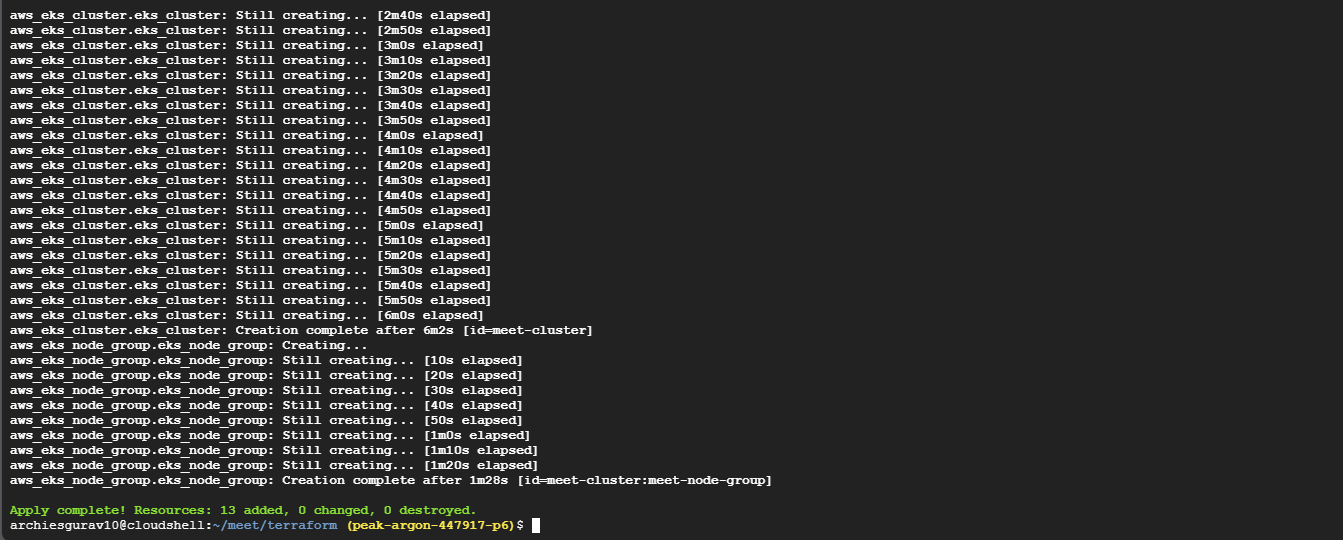 aws_eks_cluster.eks_cluster: Still creating... [2m40s elapsed]
aws_eks_cluster.eks_cluster: Still creating... [2m50s elapsed]
aws_eks_cluster.eks_cluster: Still creating... [3m0s elapsed]
aws_eks_cluster.eks_cluster: Still creating... [3m10s elapsed]
aws_eks_cluster.eks_cluster: Still creating... [3m20s elapsed]
aws_eks_cluster.eks_cluster: Still creating... [3m30s elapsed]
aws_eks_cluster.eks_cluster: Still creating... [3m40s elapsed]
aws_eks_cluster.eks_cluster: Still creating... [3m50s elapsed]
aws_eks_cluster.eks_cluster: Still creating... [4m0s elapsed]
aws_eks_cluster.eks_cluster: Still creating... [4m10s elapsed]
aws_eks_cluster.eks_cluster: Still creating... [4m20s elapsed]
aws_eks_cluster.eks_cluster: Still creating... [4m30s elapsed]
aws_eks_cluster.eks_cluster: Still creating... [4m40s elapsed]
aws_eks_cluster.eks_cluster: Still creating... [4m50s elapsed]
aws_eks_cluster.eks_cluster: Still creating... [5m0s elapsed]
aws_eks_cluster.eks_cluster: Still creating... [5m10s elapsed]
aws_eks_cluster.eks_cluster: Still creating... [5m20s elapsed]
aws_eks_cluster.eks_cluster: Still creating... [5m30s elapsed]
aws_eks_cluster.eks_cluster: Still creating... [5m40s elapsed]
aws_eks_cluster.eks_cluster: Still creating... [5m50s elapsed]
aws_eks_cluster.eks_cluster: Still creating... [6m0s elapsed]
aws_eks_cluster.eks_cluster: Creation complete after 6m2s [id=meet-cluster]
aws_eks_node_group.eks_node_group: Creating...
aws_eks_node_group.eks_node_group: Still creating... [10s elapsed]
aws_eks_node_group.eks_node_group: Still creating... [20s elapsed]
aws_eks_node_group.eks_node_group: Still creating... [30s elapsed]
aws_eks_node_group.eks_node_group: Still creating... [40s elapsed]
aws_eks_node_group.eks_node_group: Still creating... [50s elapsed]
aws_eks_node_group.eks_node_group: Still creating... [1m0s elapsed]
aws_eks_node_group.eks_node_group: Still creating... [1m10s elapsed]
aws_eks_node_group.eks_node_group: Still creating... [1m20s elapsed]
aws_eks_node_group.eks_node_group: Creation complete after 1m28s [id=meet-cluster:meet-node-group]
Apply complete! Resources: 13 added, 0 changed, 0 destroyed.
archiesgurav10@cloudshell:~/meet/terraform (peak-argon-447917-p6)$